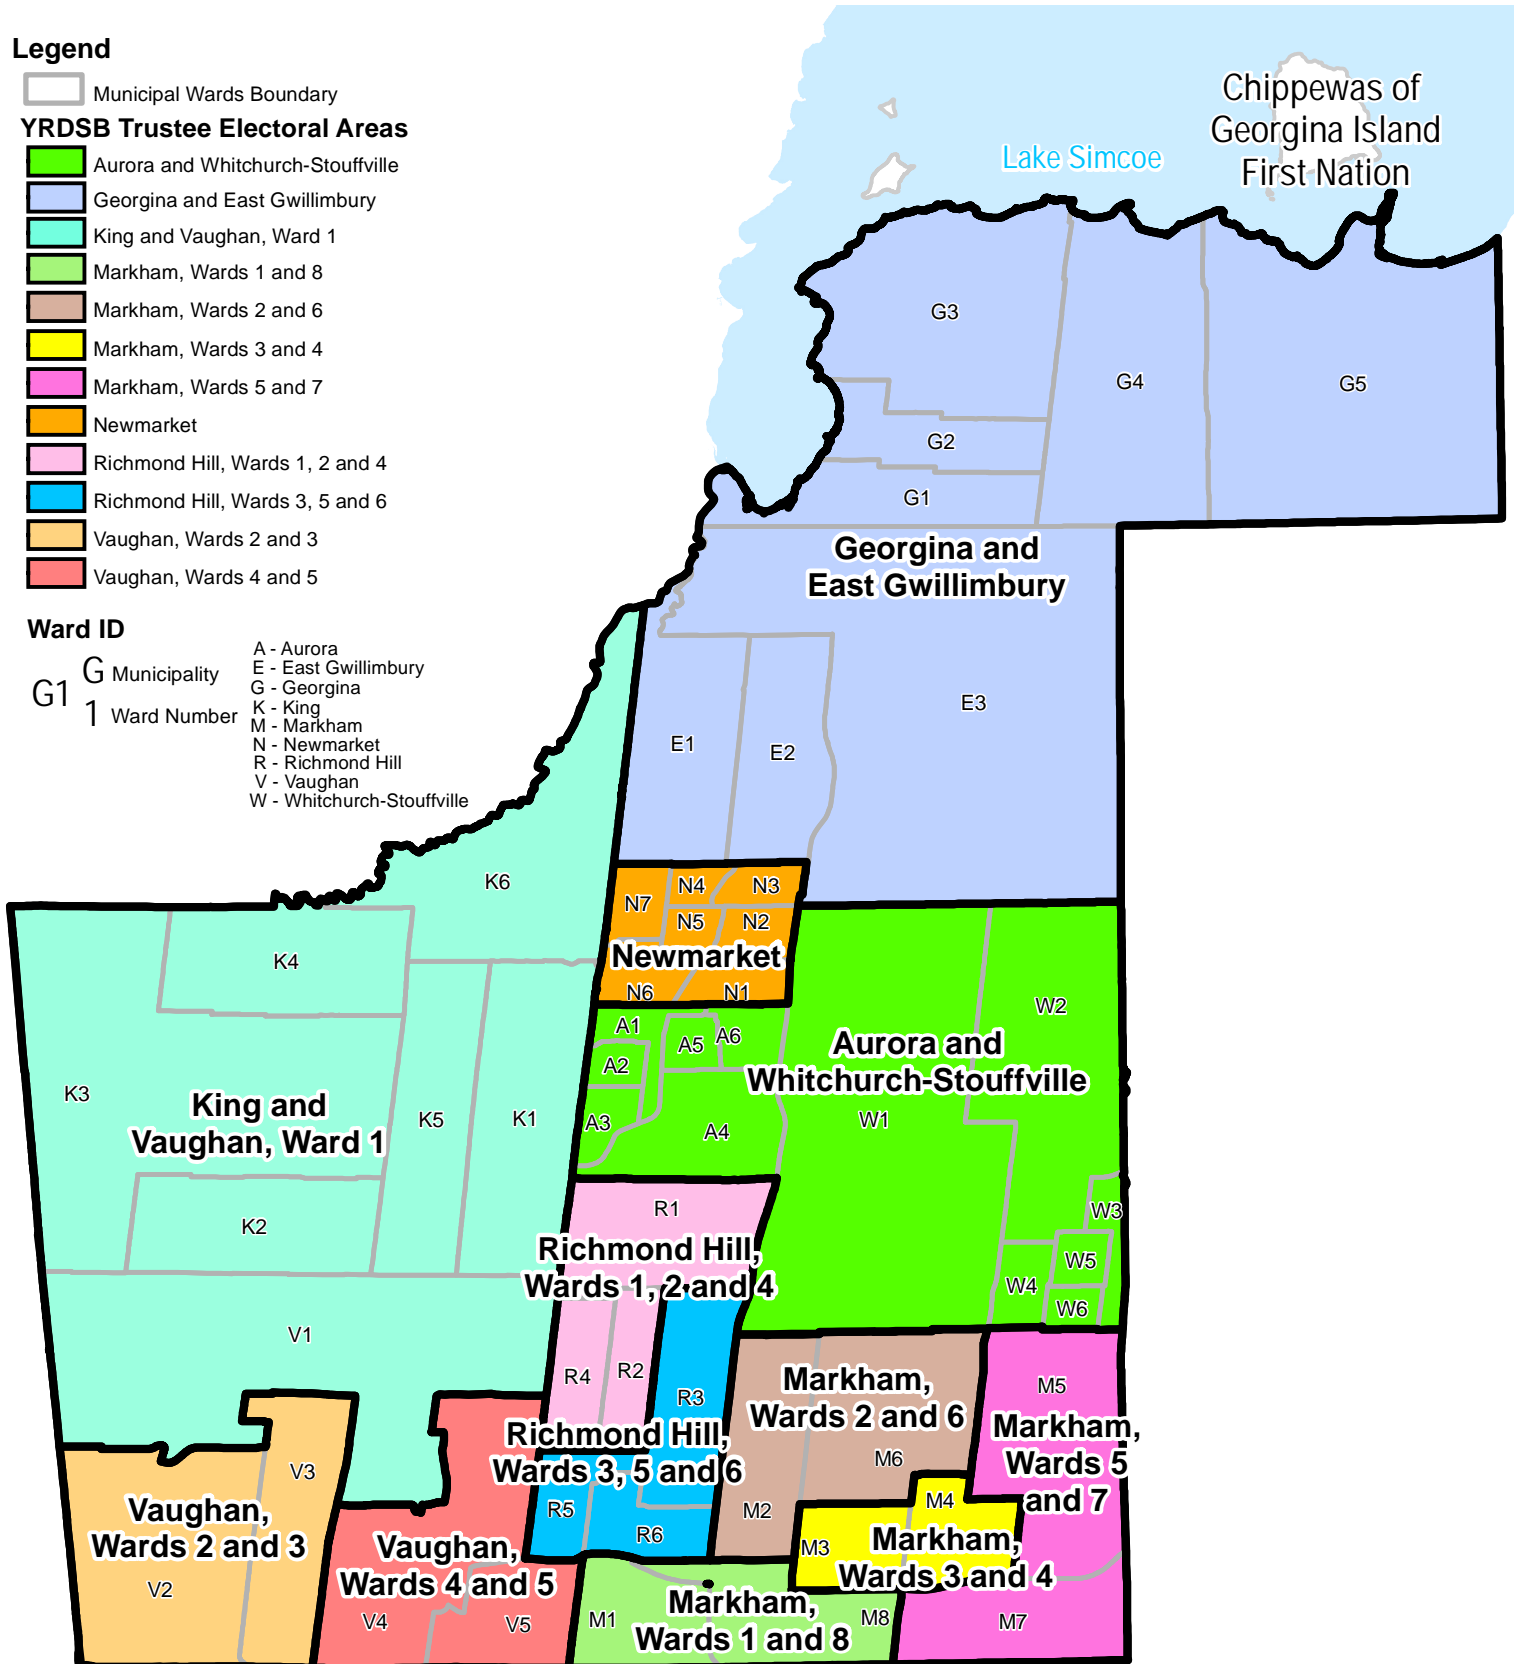 Legend
Municipal Wards Boundary
YRDSB Trustee Electoral Areas
Aurora and Whitchurch-Stouffville
Georgina and East Gwillimbury
King and Vaughan, Ward 1
Markham, Wards 1 and 8
Markham, Wards 2 and 6
Markham, Wards 3 and 4
Markham, Wards 5 and 7
Newmarket
Richmond Hill, Wards 1, 2 and 4
Richmond Hill, Wards 3, 5 and 6
Vaughan, Wards 2 and 3
Vaughan, Wards 4 and 5
Ward ID
G1
G Municipality
1 Ward Number
A - Aurora
E - East Gwillimbury
G - Georgina
K - King
M - Markham
N - Newmarket
R - Richmond Hill
V - Vaughan
W - Whitchurch-Stouffville
Chippewas of
Georgina Island
First Nation
Lake Simcoe
G3
G4
G5
G2
G1
Georgina and
East Gwillimbury
E3
E1
E2
K6
N4
N3
N7
N5
N2
Newmarket
N6
N1
K4
W2
A1
A5
A6
A2
Aurora and
Whitchurch-Stouffville
K3
King and
Vaughan, Ward 1
K5
K1
A3
A4
W1
K2
R1
W3
Richmond Hill,
Wards 1, 2 and 4
W5
W4
W6
V1
R4
R2
R3
Markham,
Wards 2 and 6
M5
Richmond Hill,
Wards 3, 5 and 6
Markham,
Wards 5
and 7
M6
V3
M4
Vaughan,
Wards 2 and 3
R5
R6
M2
M3
Markham,
Wards 3 and 4
Vaughan,
Wards 4 and 5
V2
V4
V5
M1
Markham,
Wards 1 and 8
M8
M7